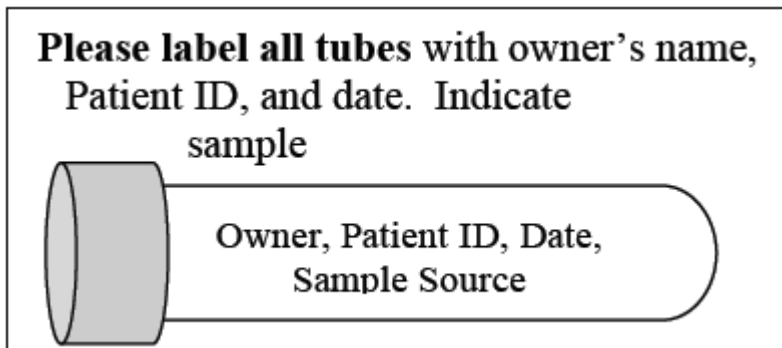 Please label all tubes with owner’s name,
Patient ID, and date.  Indicate
sample
Owner, Patient ID, Date,
Sample Source